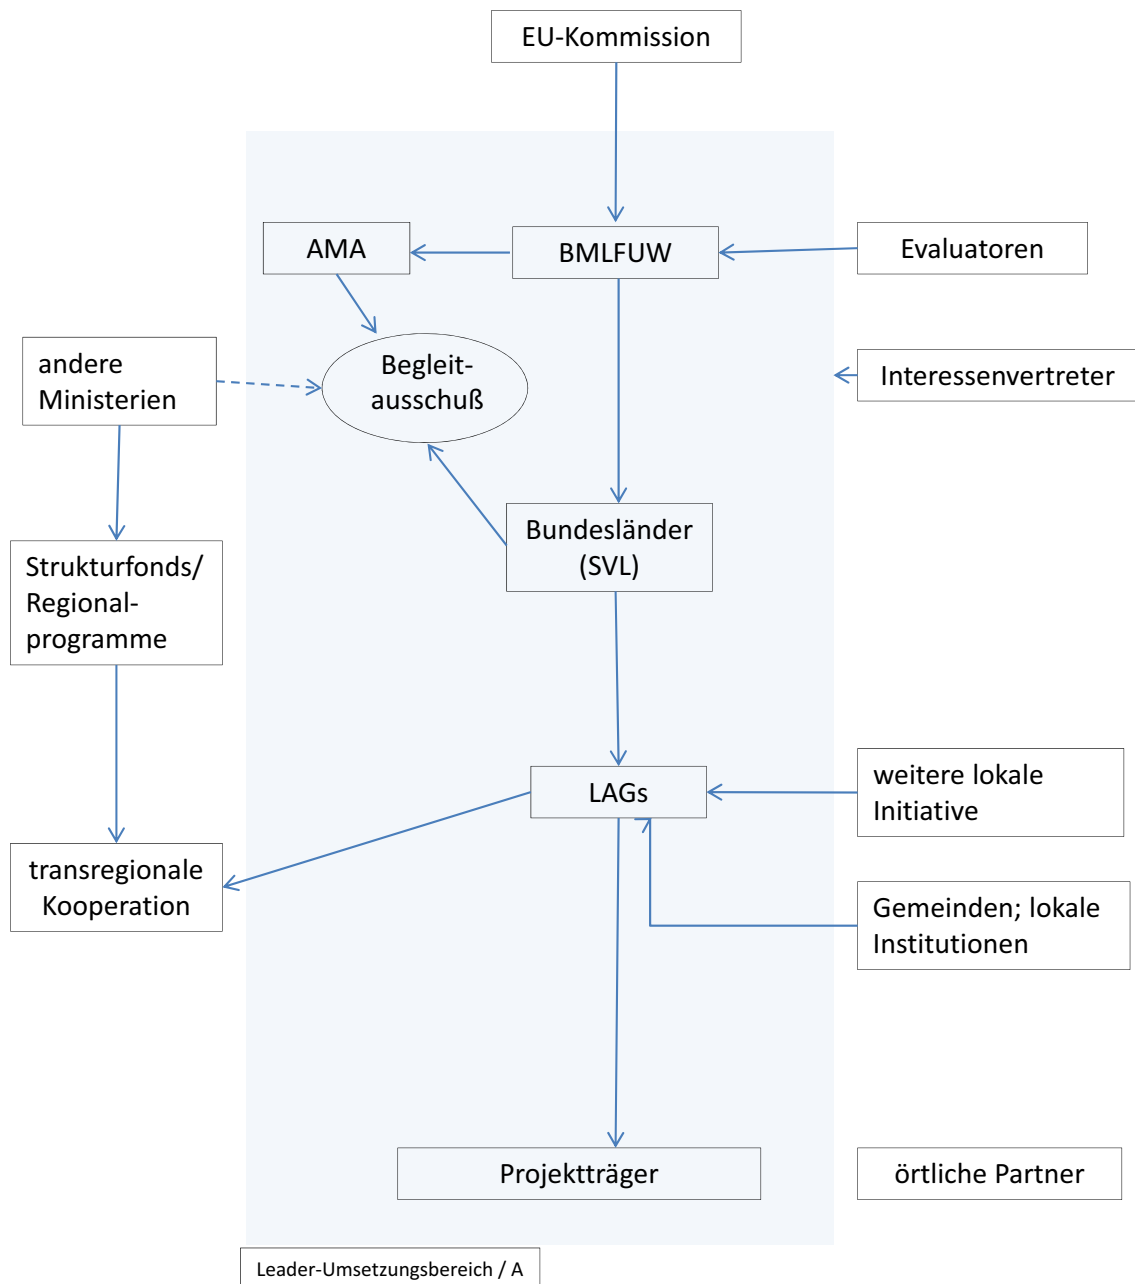 EU-Kommission
AMA
BMLFUW
Evaluatoren
andere
Ministerien
Begleit-
ausschuß
Interessenvertreter
Bundesländer
(SVL)
Strukturfonds/
Regional-
programme
LAGs
weitere lokale
Initiative
transregionale
Kooperation
Gemeinden; lokale
Institutionen
Projektträger
örtliche Partner
Leader-Umsetzungsbereich / A